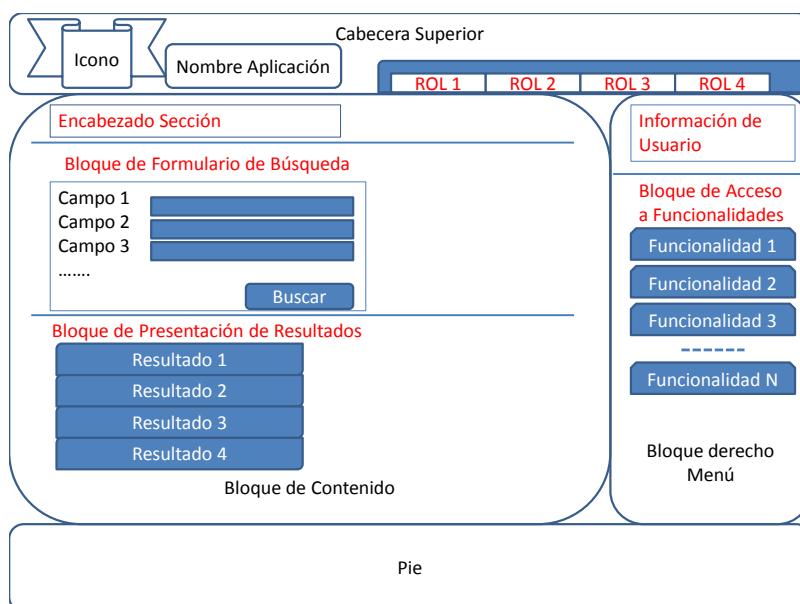 Cabecera Superior
Icono
Nombre Aplicación
ROL 1 ROL 2 ROL 3 ROL 4
Encabezado Sección
Bloque de Formulario de Búsqueda
Campo 1
Campo 2
Campo 3
.......
Buscar
Bloque de Presentación de Resultados
Resultado 1
Resultado 2
Resultado 3
Resultado 4
Bloque de Contenido
Información de
Usuario
Bloque de Acceso
a Funcionalidades
Funcionalidad 1
Funcionalidad 2
Funcionalidad 3
Funcionalidad N
Bloque derecho
Menú
Pie